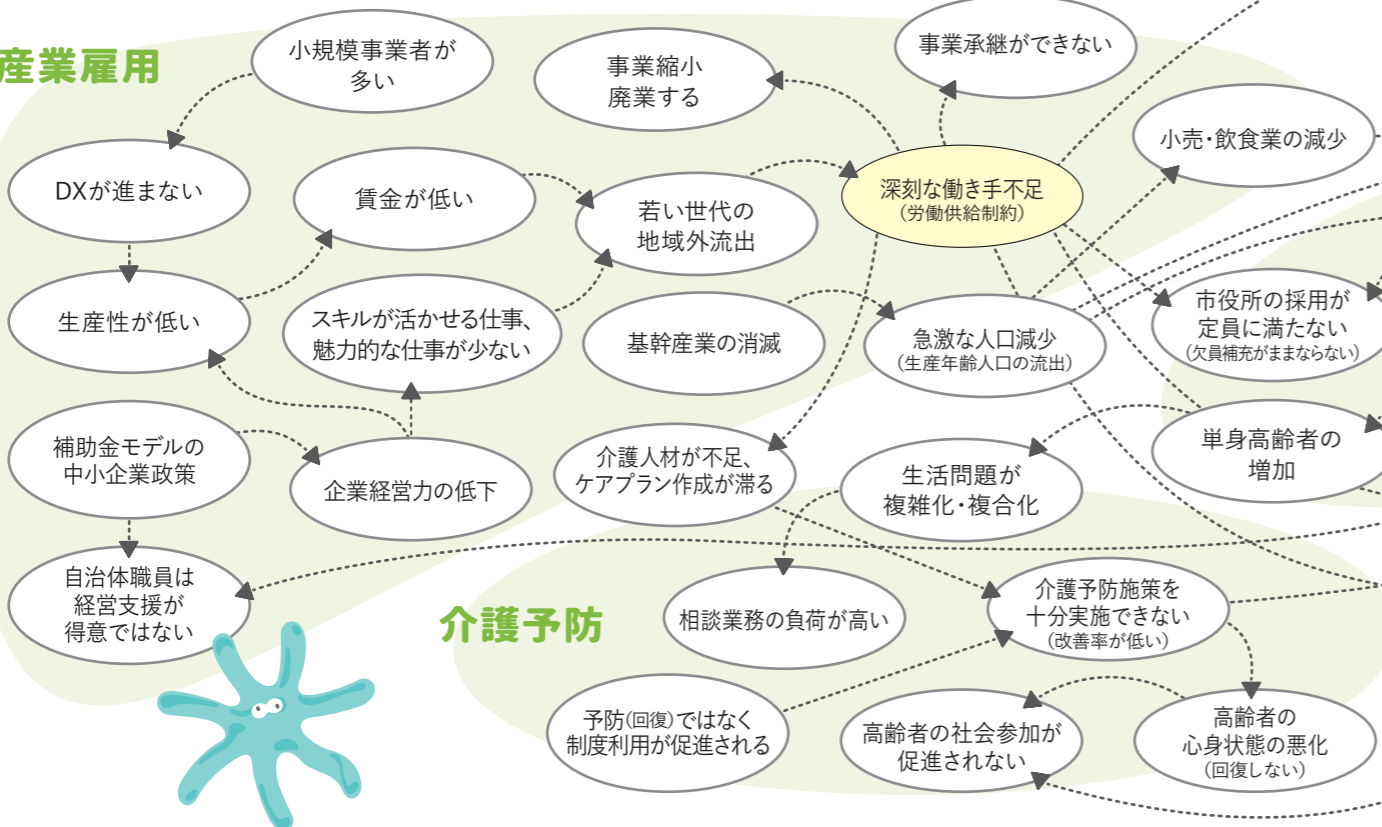 産業雇用
小規模事業者が
多い
事業縮小
廃業する
事業承継ができない
小売・飲食業の減少
DXが進まない
賃金が低い
若い世代の
地域外流出
深刻な働き手不足
(労働供給制約)
生産性が低い
スキルが活かせる仕事、
魅力的な仕事が少ない
基幹産業の消滅
急激な人口減少
(生産年齢人口の流出)
市役所の採用が
定員に満たない
(欠員補充がままならない)
補助金モデルの
中小企業政策
企業経営力の低下
介護人材が不足、
ケアプラン作成が滞る
生活問題が
複雑化・複合化
単身高齢者の
増加
自治体職員は
経営支援が
得意ではない
介護予防
相談業務の負荷が高い
介護予防施策を
十分実施できない
(改善率が低い)
予防(回復)ではなく
制度利用が促進される
高齢者の社会参加が
促進されない
高齢者の
心身状態の悪化
(回復しない)